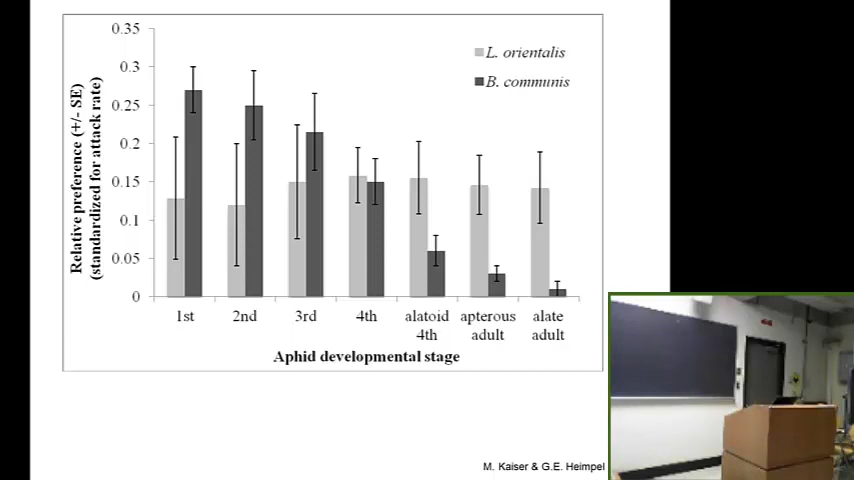 0.35
0.3
0.25
0.2
0.15
0.1
0.05
0
Relative preference (+/- SE)
(standardized for attack rate)
L. orientalis
B. communis
1st 2nd 3rd 4th alatoid 4th apterous adult alate adult
Aphid developmental stage
M. Kaiser & G.E. Heimpel